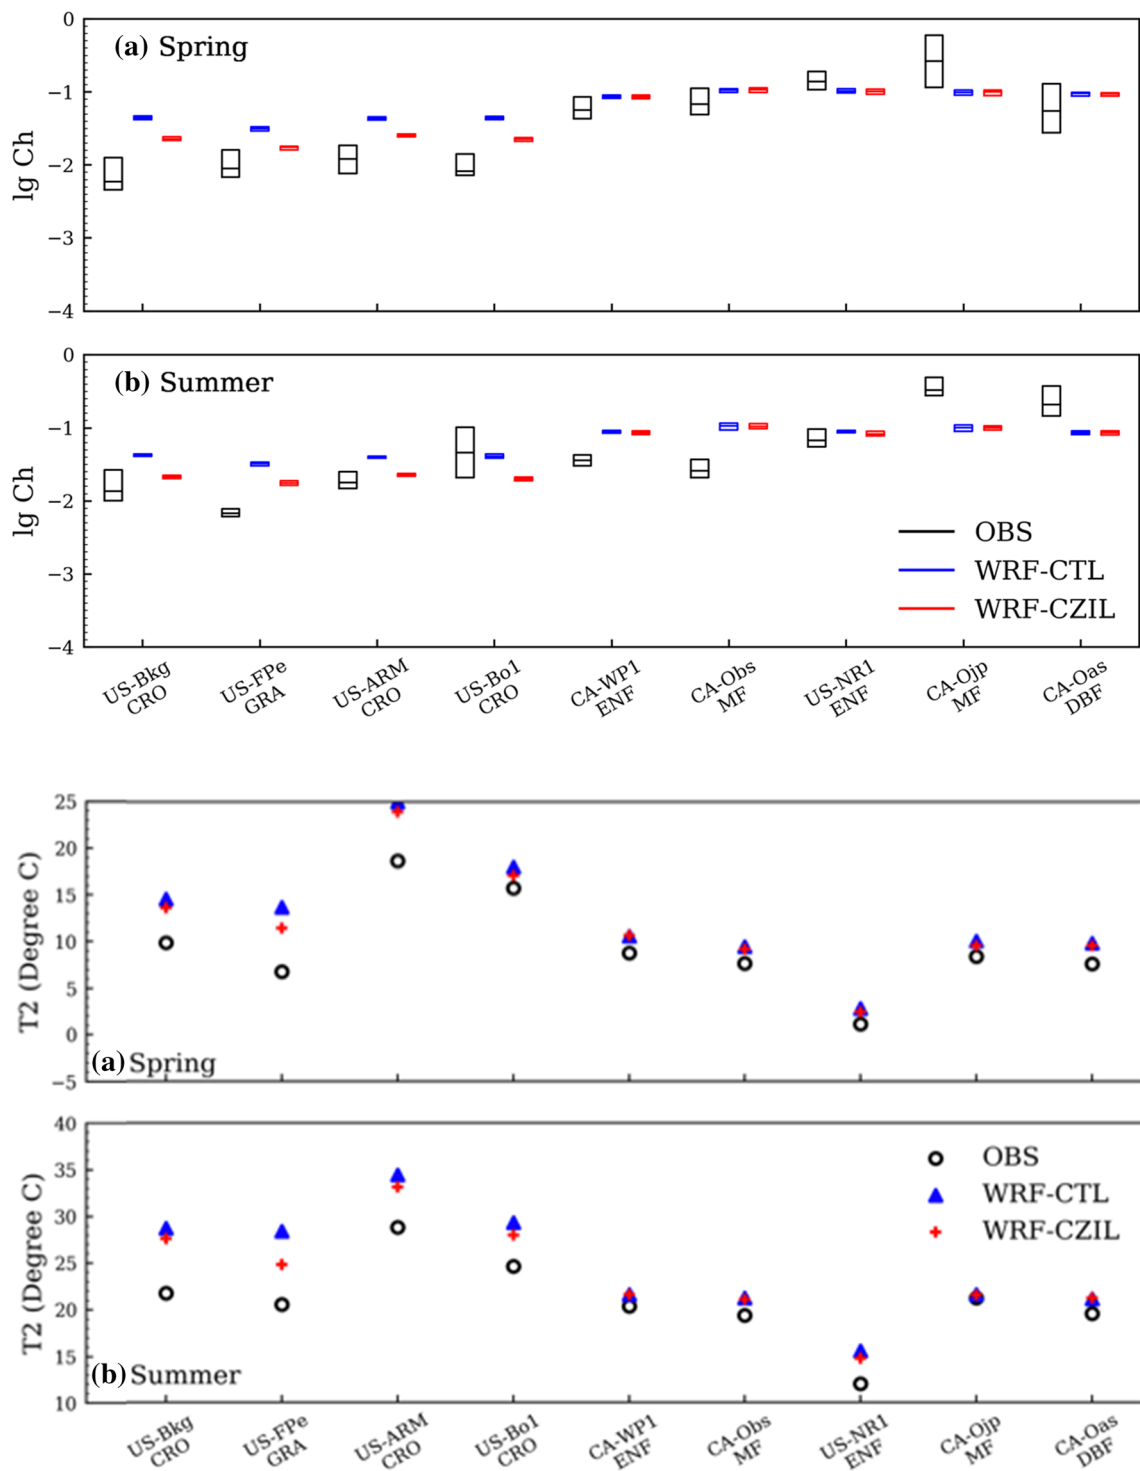 (a) Spring
lg Ch
0
−1
−2
−3
−4
(b) Summer
lg Ch
0
−1
−2
−3
−4
OBS
WRF-CTL
WRF-CZIL
US-Bkg
CRO
US-FPe
GRA
US-ARM
CRO
US-Bo1
CRO
CA-WP1
ENF
CA-Obs
MF
US-NR1
ENF
CA-Ojp
MF
CA-Oas
DBF
T2 (Degree C)
25
20
15
10
5
0
−5
(a) Spring
T2 (Degree C)
40
35
30
25
20
15
10
OBS
WRF-CTL
WRF-CZIL
(b) Summer
US-Bkg
CRO
US-FPe
GRA
US-ARM
CRO
US-Bo1
CRO
CA-WP1
ENF
CA-Obs
MF
US-NR1
ENF
CA-Ojp
MF
CA-Oas
DBF